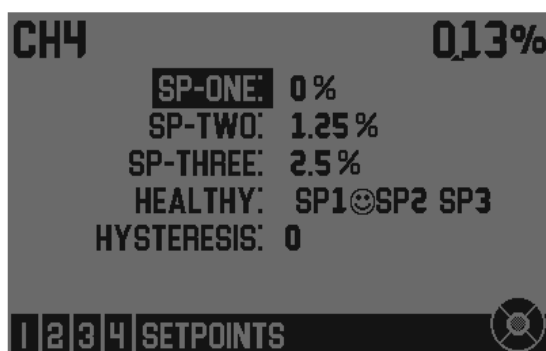 CH4 0.13%
SP-ONE: 0%
SP-TWO: 1.25%
SP-THREE: 2.5%
HEALTHY: SP1☺SP2 SP3
HYSTERESIS: 0
1 2 3 4 SETPOINTS